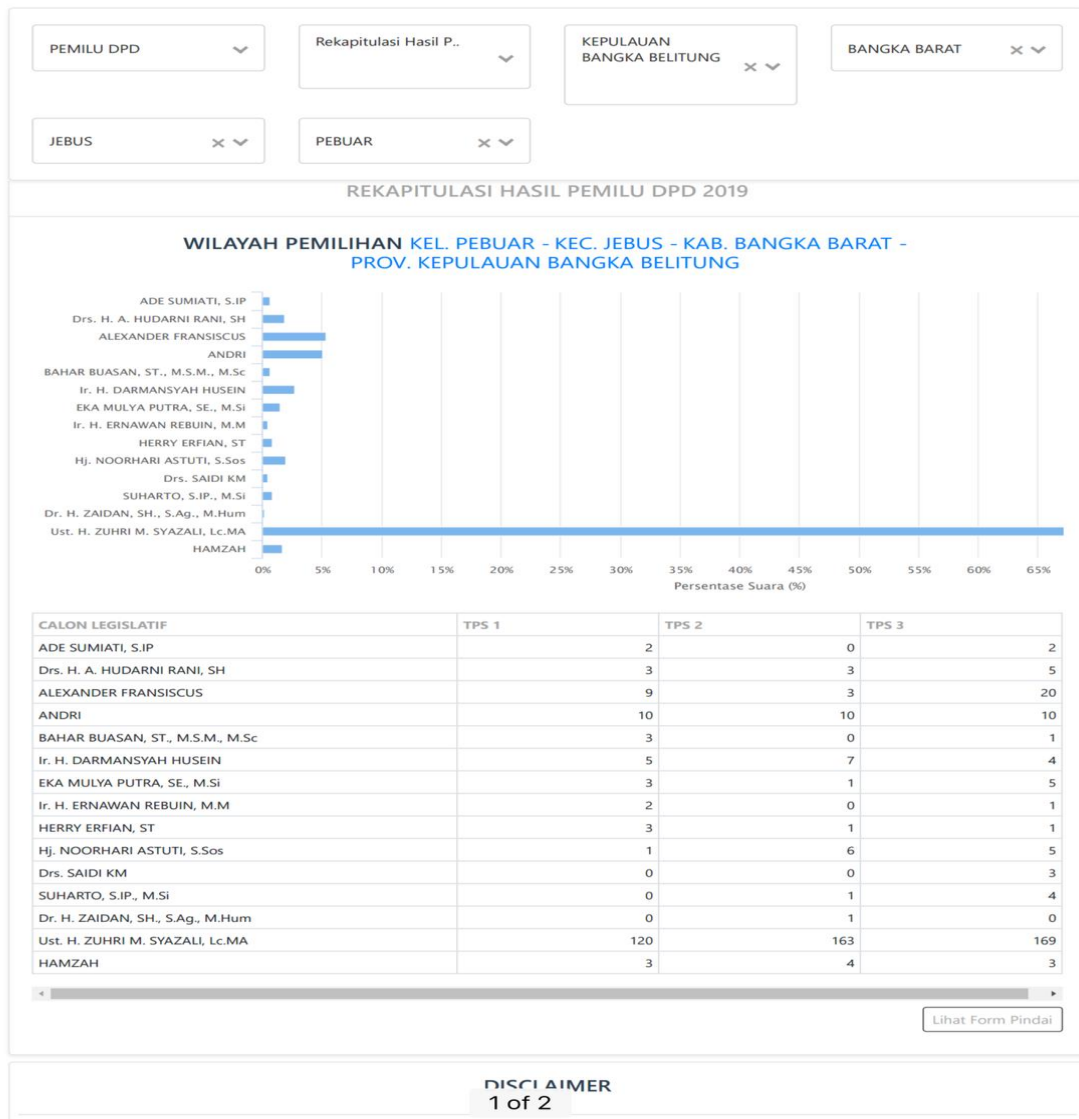 PEMILU DPD
Rekapitulasi Hasil P..
KEPULAUAN
BANGKA BELITUNG
BANGKA BARAT
JEBUS
PEBUAR
REKAPITULASI HASIL PEMILU DPD 2019
WILAYAH PEMILIHAN KEL. PEBUAR - KEC. JEBUS - KAB. BANGKA BARAT -
PROV. KEPULAUAN BANGKA BELITUNG
ADE SUMIATI, S.IP
Drs. H. A. HUDARNI RANI, SH
ALEXANDER FRANSISCUS
ANDRI
BAHAR BUASAN, ST., M.S.M., M.Sc
Ir. H. DARMANSYAH HUSEIN
EKA MULYA PUTRA, SE., M.Si
Ir. H. ERNAWAN REBUIN, M.M
HERRY ERFIAN, ST
Hj. NOORHARI ASTUTI, S.Sos
Drs. SAIDI KM
SUHARTO, S.IP., M.Si
Dr. H. ZAIDAN, SH., S.Ag., M.Hum
Ust. H. ZUHRI M. SYAZALI, Lc.MA
HAMZAH
0% 5% 10% 15% 20% 25% 30% 35% 40% 45% 50% 55% 60% 65%
Persentase Suara (%)
CALON LEGISLATIF TPS 1 TPS 2 TPS 3
ADE SUMIATI, S.IP 2 0 2
Drs. H. A. HUDARNI RANI, SH 3 3 5
ALEXANDER FRANSISCUS 9 3 20
ANDRI 10 10 10
BAHAR BUASAN, ST., M.S.M., M.Sc 3 0 1
Ir. H. DARMANSYAH HUSEIN 5 7 4
EKA MULYA PUTRA, SE., M.Si 3 1 5
Ir. H. ERNAWAN REBUIN, M.M 2 0 1
HERRY ERFIAN, ST 3 1 1
Hj. NOORHARI ASTUTI, S.Sos 1 6 5
Drs. SAIDI KM 0 0 3
SUHARTO, S.IP., M.Si 0 1 4
Dr. H. ZAIDAN, SH., S.Ag., M.Hum 0 1 0
Ust. H. ZUHRI M. SYAZALI, Lc.MA 120 163 169
HAMZAH 3 4 3
Lihat Form Pindai
DISCLAIMER
1 of 2